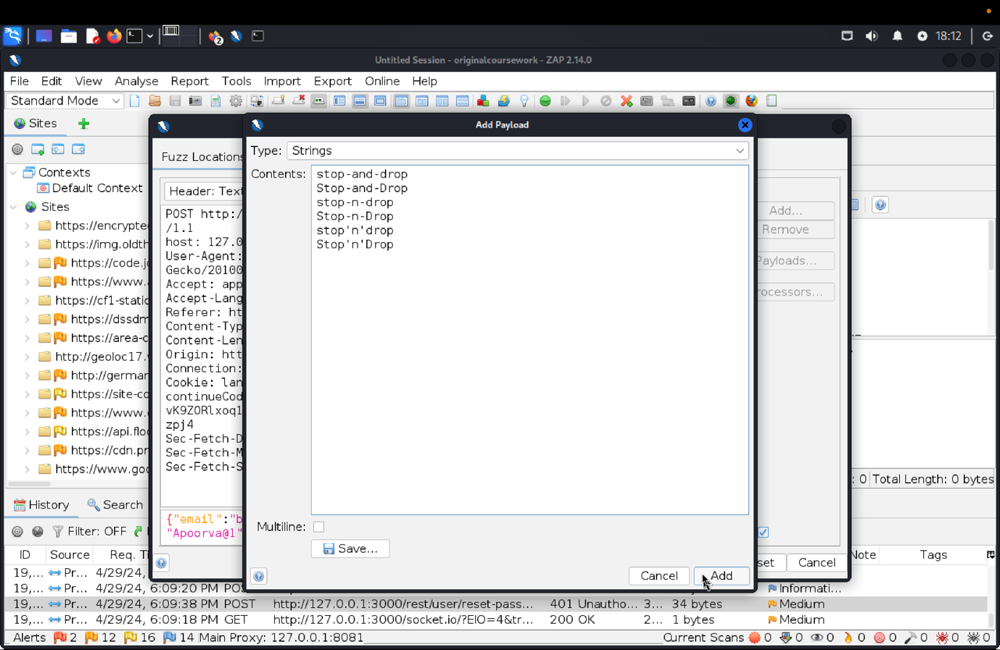 18:12
2
Untitled Session - originalcoursework - ZAP 2.14.0
File Edit View Analyse Report Tools Import Export Online Help
Standard Mode
Sites
Add Payload
Type: Strings
Contents:
stop-and-drop
Stop-and-Drop
stop-n-drop
Stop-n-Drop
stop'n'drop
Stop'n'Drop
Multiline:
Save...
Cancel Add
Fuzz Locations
Header: Text
POST http:/
/1.1
host: 127.0
User-Agent:
Gecko/20100
Accept: app
Accept-Lang
Referer: ht
Content-Typ
Content-Len
Origin: htt
Connection:
Cookie: lan
continueCod
vK9ZORlxoq1
zpj4
Sec-Fetch-D
Sec-Fetch-M
Sec-Fetch-S
{"email":"b
"Apoorva@1"
Add...
Remove
Payloads...
rocessors...
set Cancel
Contexts
Default Context
Sites
https://encrypte
https://img.oldth
https://code.j
https://www.
https://cf1-static
https://dssdm
https://area-c
http://geoloc17.
http://german
https://site-co
https://www.
https://api.flo
https://cdn.pr
https://www.goo
: 0 Total Length: 0 bytes
History Search
Filter: OFF
ID Source Req. Ti Note Tags
19,... Pr... 4/29/24,
19,... Pr... 4/29/24, 6:09:20 PM POS Informati...
19,... Pr... 4/29/24, 6:09:38 PM POST http://127.0.0.1:3000/rest/user/reset-pass... 401 Unautho... 3... 34 bytes Medium
19,... Pr... 4/29/24, 6:09:18 PM GET http://127.0.0.1:3000/socket.io/?EIO=4&tr... 200 OK 2... 1 bytes Medium
Alerts 2 12 16 14 Main Proxy: 127.0.0.1:8081 Current Scans 0 0 0 0 0 0 0 0